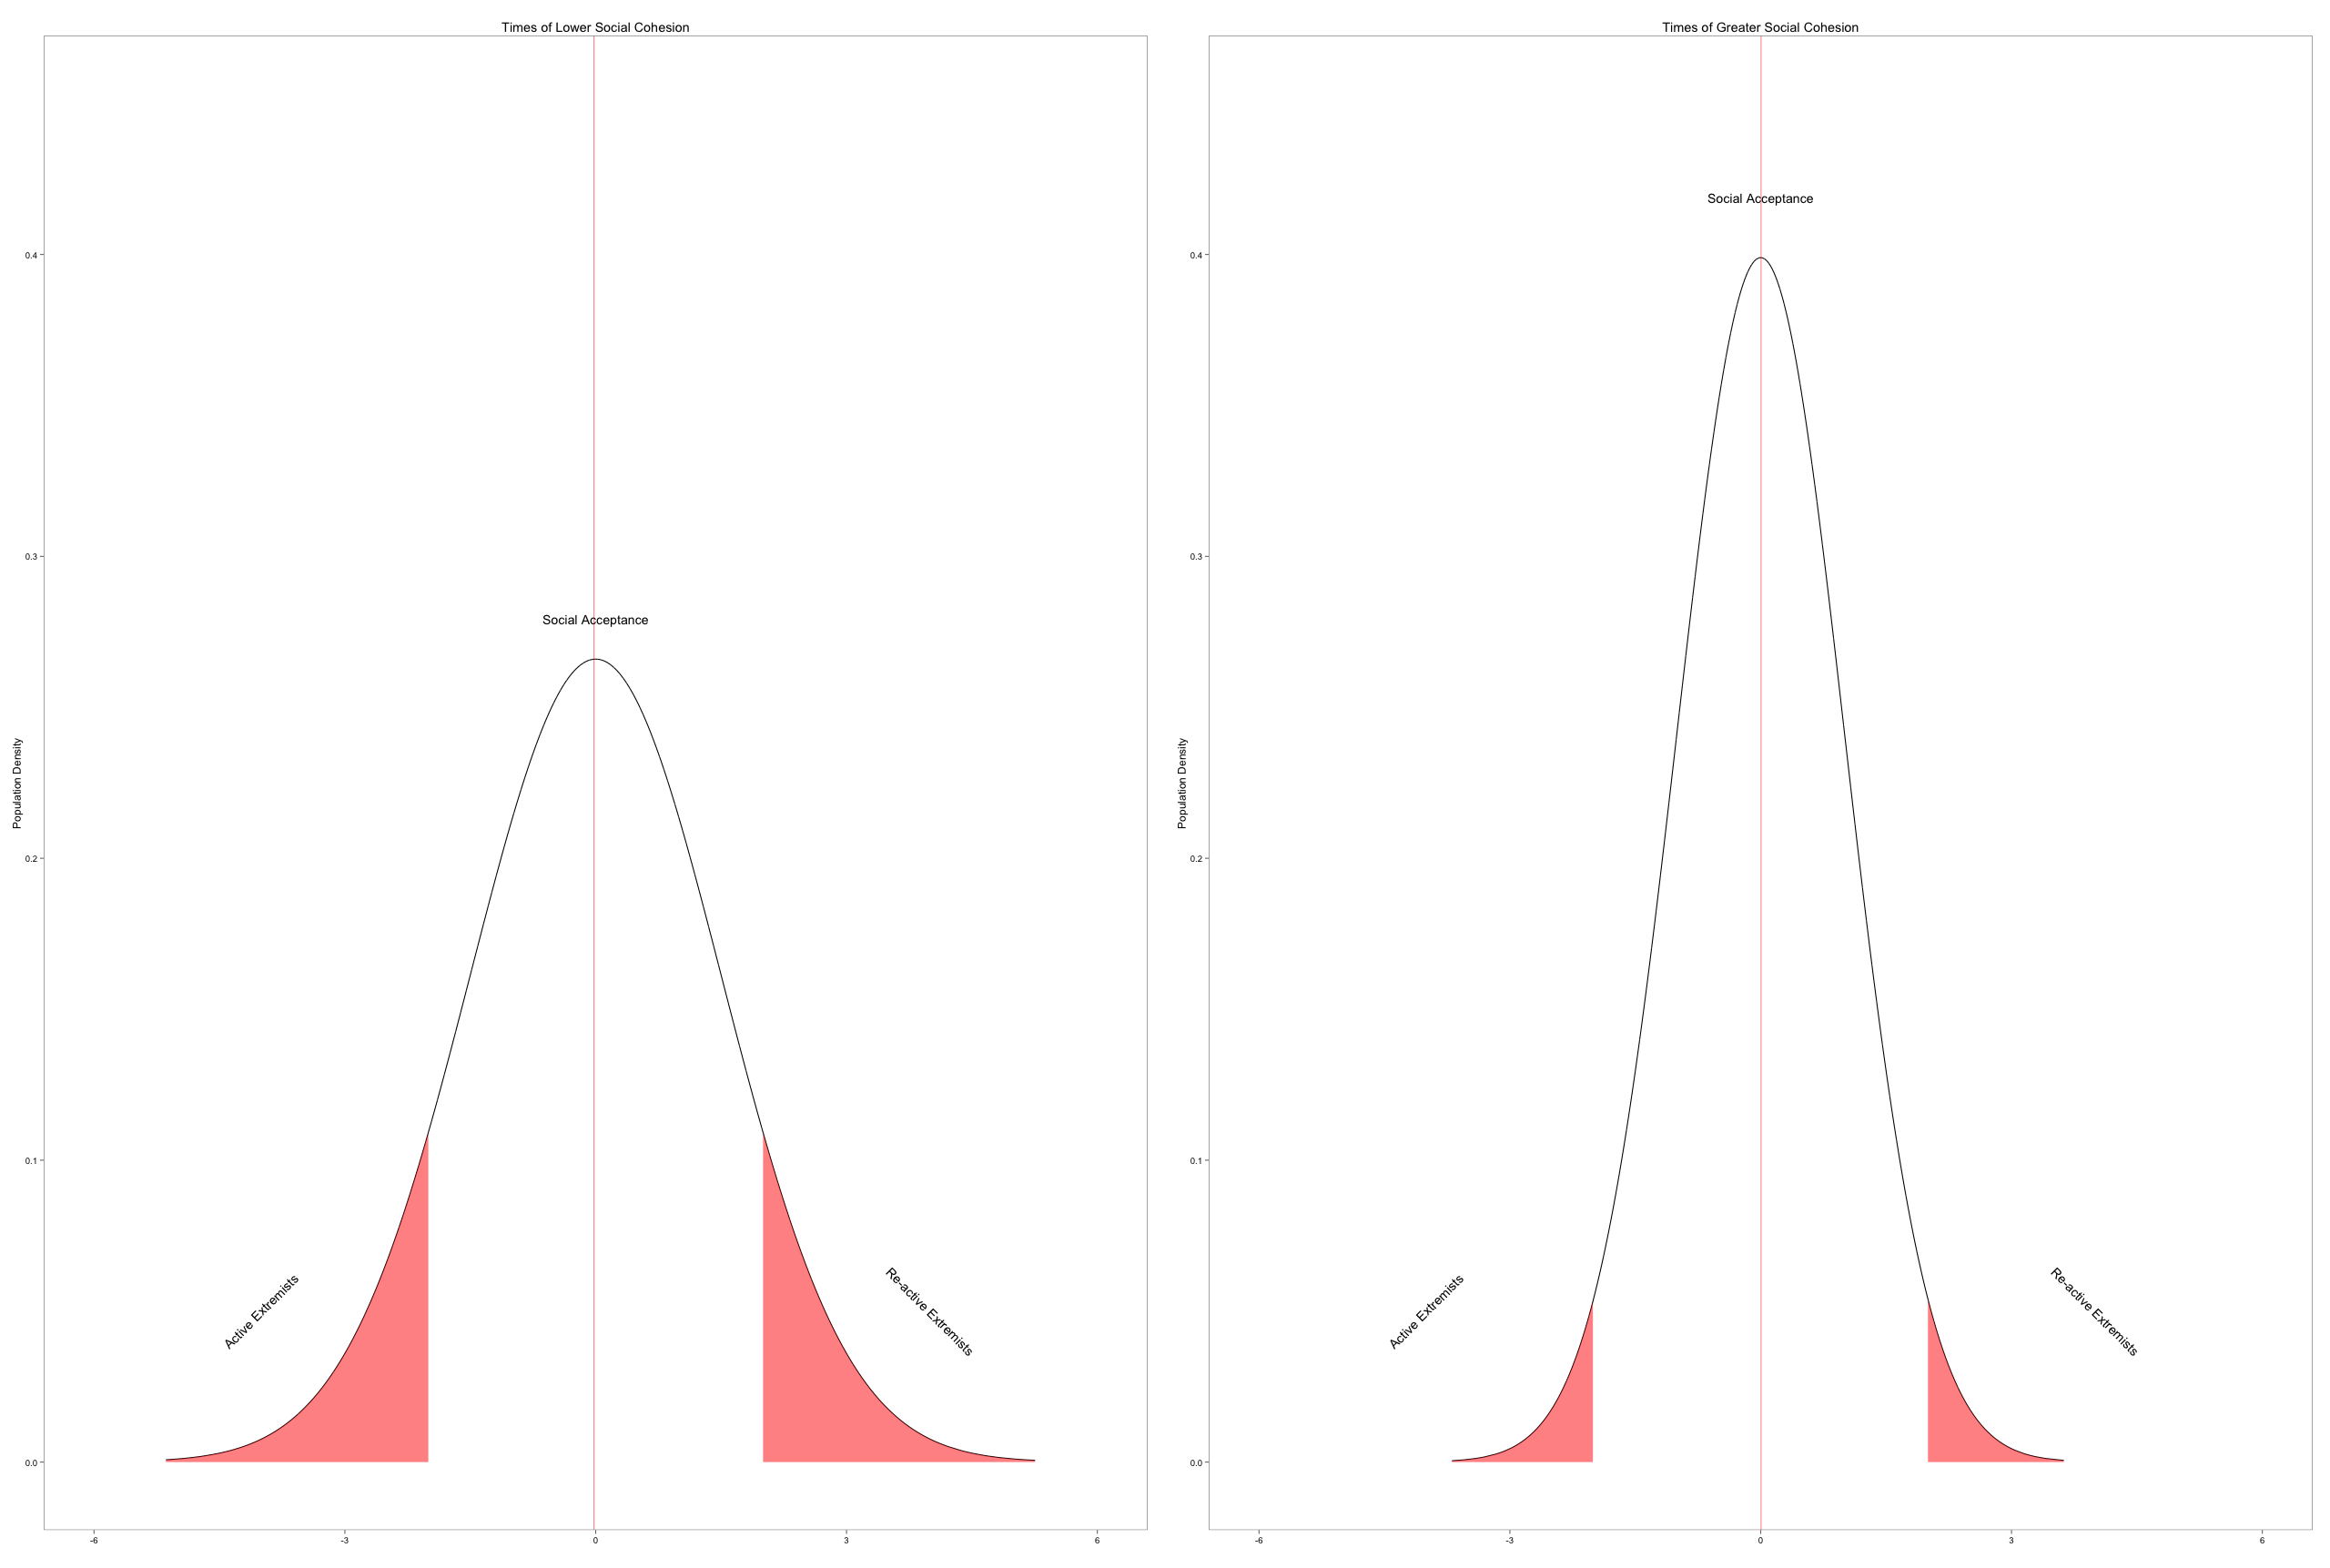 Times of Lower Social Cohesion
Social Acceptance
Active Extremists
Re-active Extremists
Population Density
0.4
0.3
0.2
0.1
0.0
-6
-3
0
3
6
Times of Greater Social Cohesion
Social Acceptance
Active Extremists
Re-active Extremists
Population Density
0.4
0.3
0.2
0.1
0.0
-6
-3
0
3
6